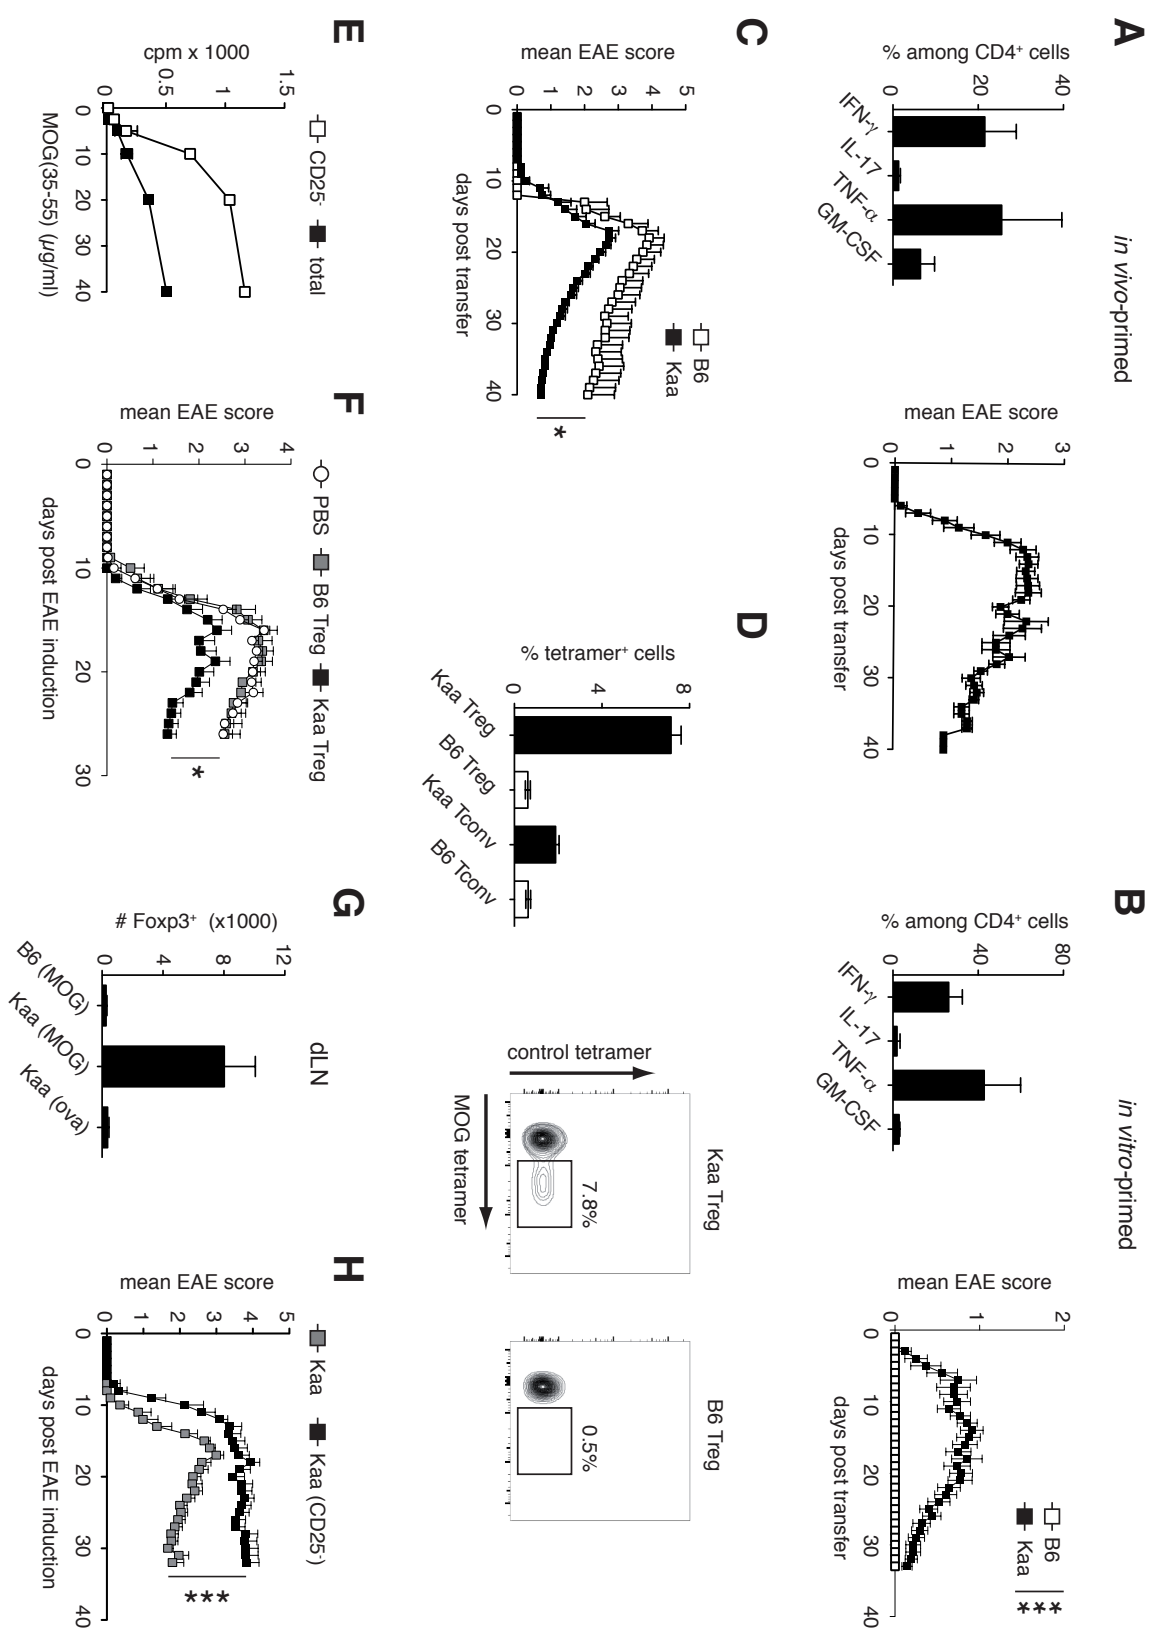 A
in vivo-primed
% among CD4⁺ cells
0
20
40
IFN-γ
IL-17
TNF-α
GM-CSF
mean EAE score
0
1
2
3
0
10
20
30
40
days post transfer
B
in vitro-primed
% among CD4⁺ cells
0
40
80
IFN-γ
IL-17
TNF-α
GM-CSF
mean EAE score
0
1
2
0
10
20
30
40
days post transfer
B6
Kaa
***
C
mean EAE score
0
1
2
3
4
5
0
10
20
30
40
days post transfer
B6
Kaa
*
D
% tetramer⁺ cells
0
4
8
Kaa Treg
B6 Treg
Kaa Tconv
B6 Tconv
control tetramer
MOG tetramer
Kaa Treg
7.8%
B6 Treg
0.5%
E
CD25⁻
total
cpm x 1000
0
0.5
1
1.5
0
10
20
30
40
MOG(35-55) (μg/ml)
F
PBS
B6 Treg
Kaa Treg
mean EAE score
0
1
2
3
4
0
10
20
30
days post EAE induction
*
G
dLN
# Foxp3⁺ (x1000)
0
4
8
12
B6 (MOG)
Kaa (MOG)
Kaa (ova)
H
Kaa
Kaa (CD25⁻)
mean EAE score
0
1
2
3
4
5
0
10
20
30
40
days post EAE induction
***